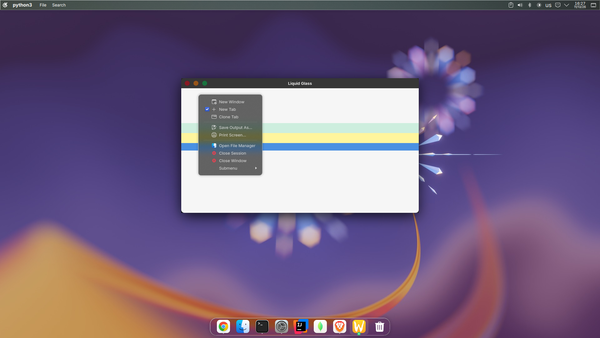 python3 File Search
US
Liquid Glass
New Window
New Tab
Clone Tab
Save Output As...
Print Screen...
Open File Manager
Close Session
Close Window
Submenu